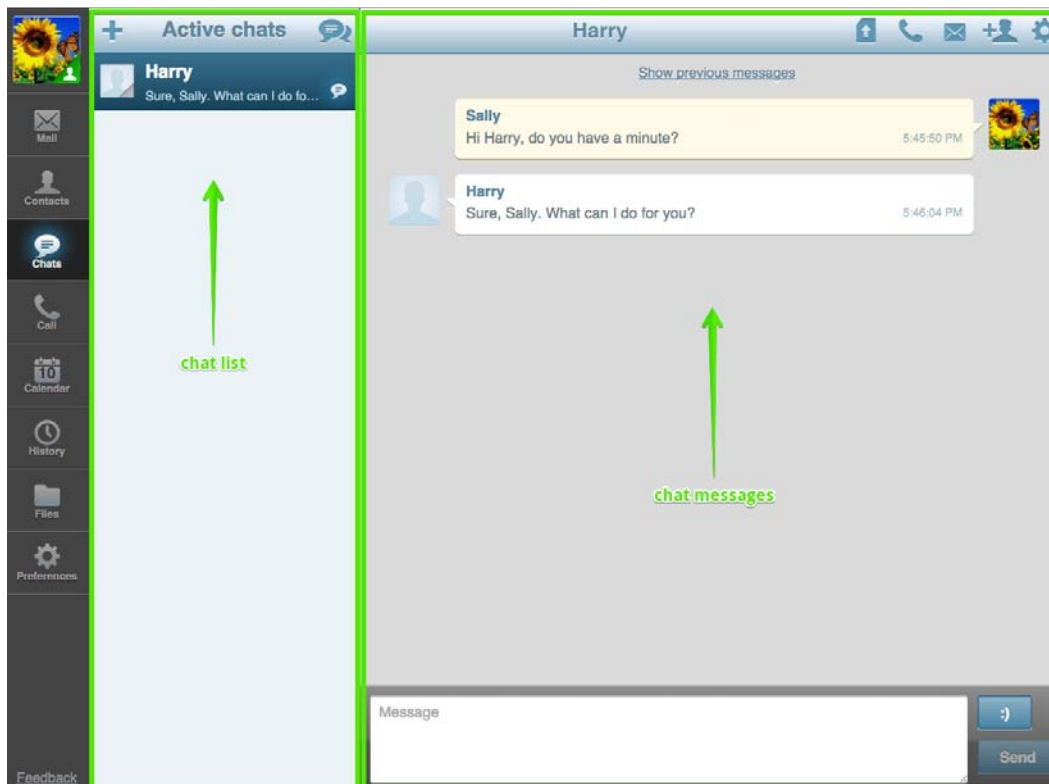 Active chats
Harry
Harry
Sure, Sally. What can I do fo...
Mail
Contacts
Chats
Call
10
Calendar
History
Files
Preferences
Feedback
chat list
Show previous messages
Sally
Hi Harry, do you have a minute?
5:45:50 PM
Harry
Sure, Sally. What can I do for you?
5:46:04 PM
chat messages
Message
:)
Send